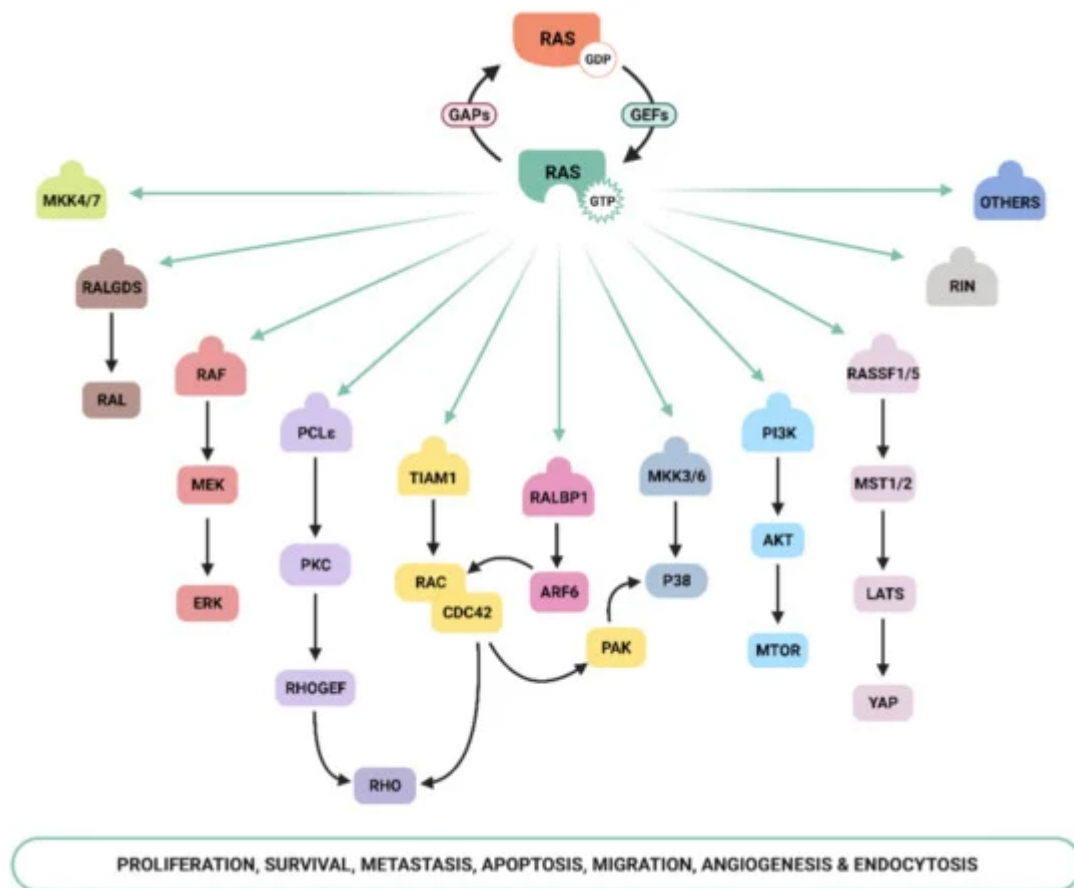 RAS
GDP
GAPs
GEFs
RAS
GTP
MKK4/7
OTHERS
RALGDS
RIN
RAF
RASSF1/5
RAL
PCLε
PI3K
TIAM1
MKK3/6
RALBP1
MEK
MST1/2
AKT
PKC
RAC
P38
ARF6
LATS
ERK
CDC42
PAK
MTOR
RHOGEF
YAP
RHO
PROLIFERATION, SURVIVAL, METASTASIS, APOPTOSIS, MIGRATION, ANGIOGENESIS & ENDOCYTOSIS